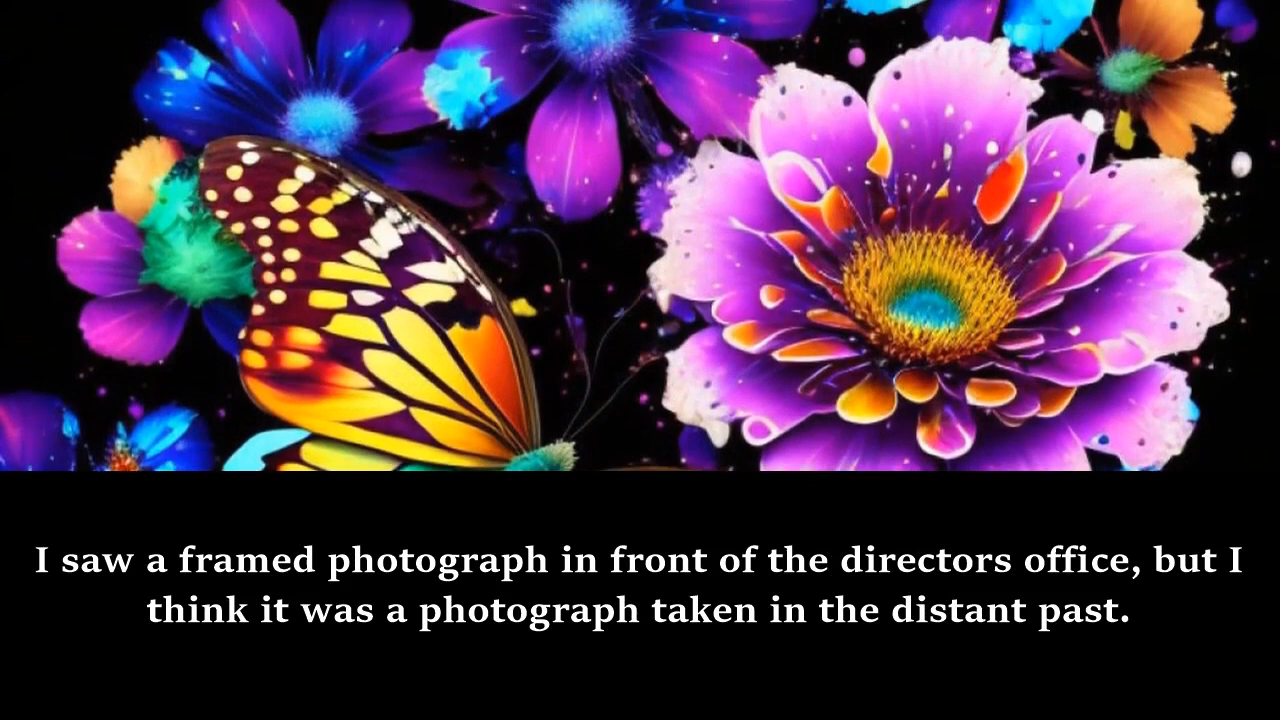 I saw a framed photograph in front of the directors office, but I
think it was a photograph taken in the distant past.